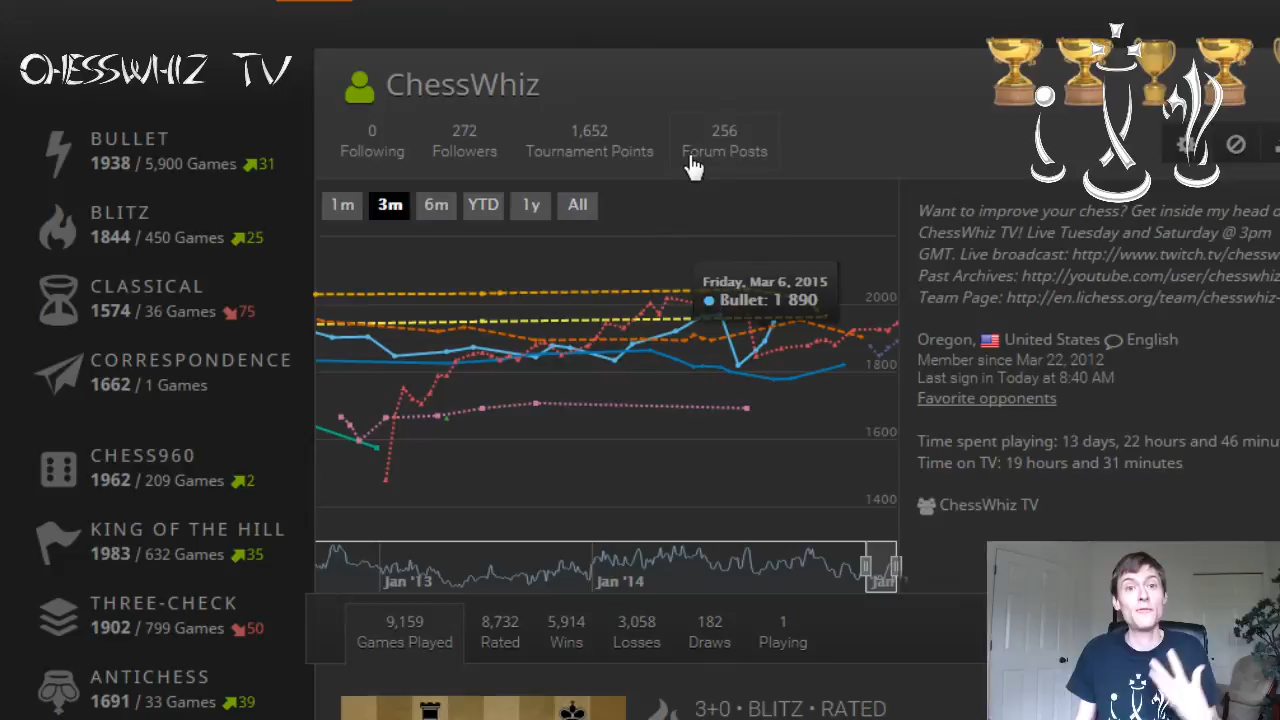 CHESSWHIZ TV
ChessWhiz
0
Following
272
Followers
1,652
Tournament Points
256
Forum Posts
BULLET
1938 / 5,900 Games 31
BLITZ
1844 / 450 Games 25
CLASSICAL
1574 / 36 Games 75
CORRESPONDENCE
1662 / 1 Games
CHESS960
1962 / 209 Games 2
KING OF THE HILL
1983 / 632 Games 35
THREE-CHECK
1902 / 799 Games 50
ANTICHESS
1691 / 33 Games 39
1m 3m 6m YTD 1y All
Friday, Mar 6, 2015
Bullet: 1 890
2000
1800
1600
1400
Jan '13
Jan '14
Jan
Want to improve your chess? Get inside my head
ChessWhiz TV! Live Tuesday and Saturday @ 3pm
GMT. Live broadcast: http://www.twitch.tv/chessw
Past Archives: http://youtube.com/user/chesswhiz
Team Page: http://en.lichess.org/team/chesswhiz-
Oregon, United States English
Member since Mar 22, 2012
Last sign in Today at 8:40 AM
Favorite opponents
Time spent playing: 13 days, 22 hours and 46 minu
Time on TV: 19 hours and 31 minutes
ChessWhiz TV
9,159
Games Played
8,732
Rated
5,914
Wins
3,058
Losses
182
Draws
1
Playing
3+0 • BLITZ • RATED